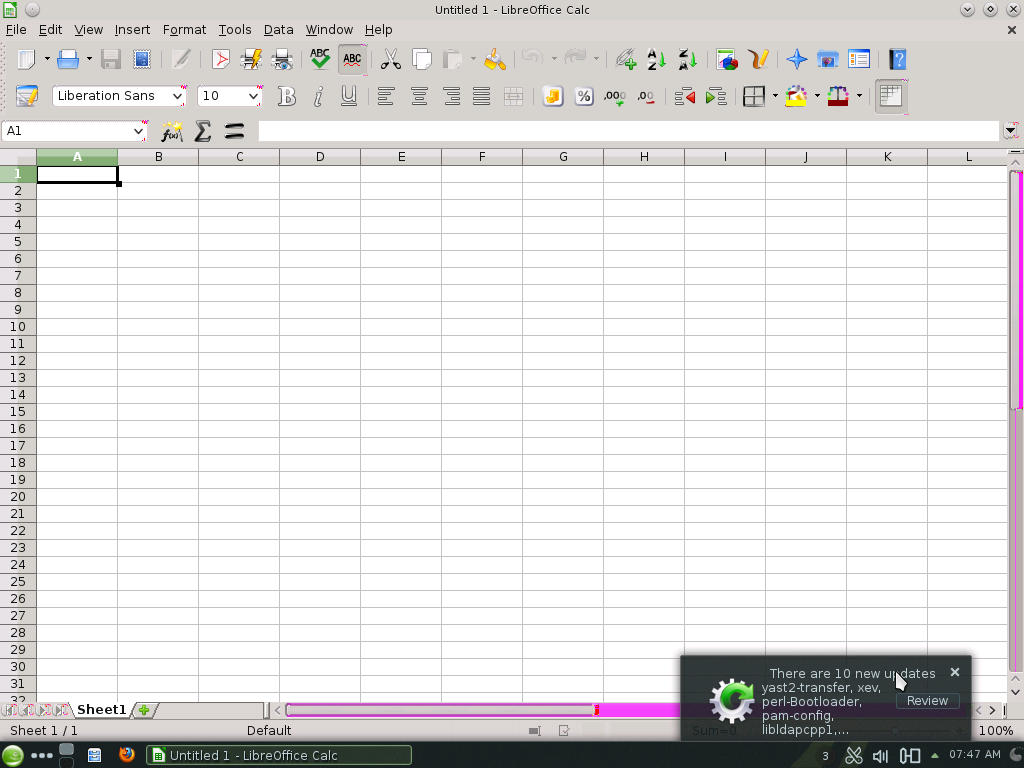 Untitled 1 - LibreOffice Calc
File Edit View Insert Format Tools Data Window Help
ABC ABC
Liberation Sans 10
A1 f(x) Σ =
A B C D E F G H I J K L
1
2
3
4
5
6
7
8
9
10
11
12
13
14
15
16
17
18
19
20
21
22
23
24
25
26
27
28
29
30
31
32
There are 10 new updates
yast2-transfer, xev,
perl-Bootloader,
pam-config,
libldapcpp1,...
Review
Sheet1
Sheet 1 / 1 Default Sum=0 100%
Untitled 1 - LibreOffice Calc 3 07:47 AM